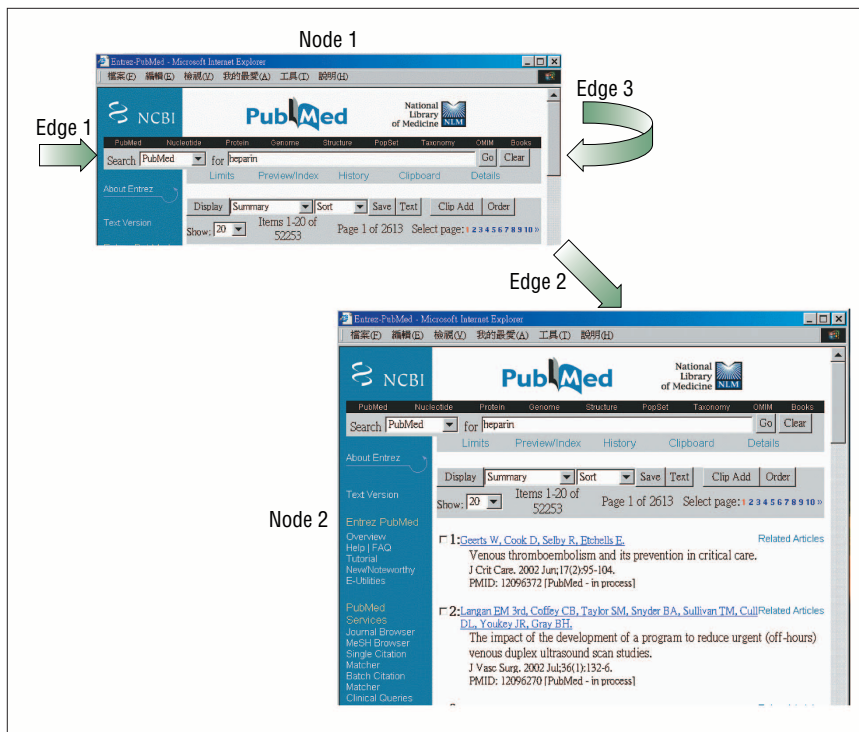 Node 1
Entrez-PubMed - Microsoft Internet Explorer
檔案(F) 編輯(E) 檢視(V) 我的最愛(A) 工具(T) 說明(H)
NCBI
PubMed
National
Library
of Medicine NLM
Edge 1
Edge 3
PubMed Nucleotide Protein Genome Structure PopSet Taxonomy OMIM Books
Search PubMed for heparin Go Clear
Limits Preview/Index History Clipboard Details
About Entrez
Display Summary Sort Save Text Clip Add Order
Text Version
Show: 20 Items 1-20 of
52253
Page 1 of 2613 Select page: 1 2 3 4 5 6 7 8 9 10 »
Edge 2
Entrez-PubMed - Microsoft Internet Explorer
檔案(F) 編輯(E) 檢視(V) 我的最愛(A) 工具(T) 說明(H)
NCBI
PubMed
National
Library
of Medicine NLM
PubMed Nucleotide Protein Genome Structure PopSet Taxonomy OMIM Books
Search PubMed for heparin Go Clear
Limits Preview/Index History Clipboard Details
About Entrez
Display Summary Sort Save Text Clip Add Order
Text Version
Show: 20 Items 1-20 of
52253
Page 1 of 2613 Select page: 1 2 3 4 5 6 7 8 9 10 »
Node 2
Entrez PubMed
Overview
Help | FAQ
Tutorial
New/Noteworthy
E-Utilities
PubMed
Services
Journal Browser
MeSH Browser
Single Citation
Matcher
Batch Citation
Matcher
Clinical Queries
1: Geerts W, Cook D, Selby R, Etchells E. Related Articles
Venous thromboembolism and its prevention in critical care.
J Crit Care. 2002 Jun;17(2):95-104.
PMID: 12096372 [PubMed - in process]
2: Langan EM 3rd, Coffey CB, Taylor SM, Snyder BA, Sullivan TM, Cull Related Articles
DL, Youkey JR, Gray BH.
The impact of the development of a program to reduce urgent (off-hours)
venous duplex ultrasound scan studies.
J Vasc Surg. 2002 Jul;36(1):132-6.
PMID: 12096270 [PubMed - in process]